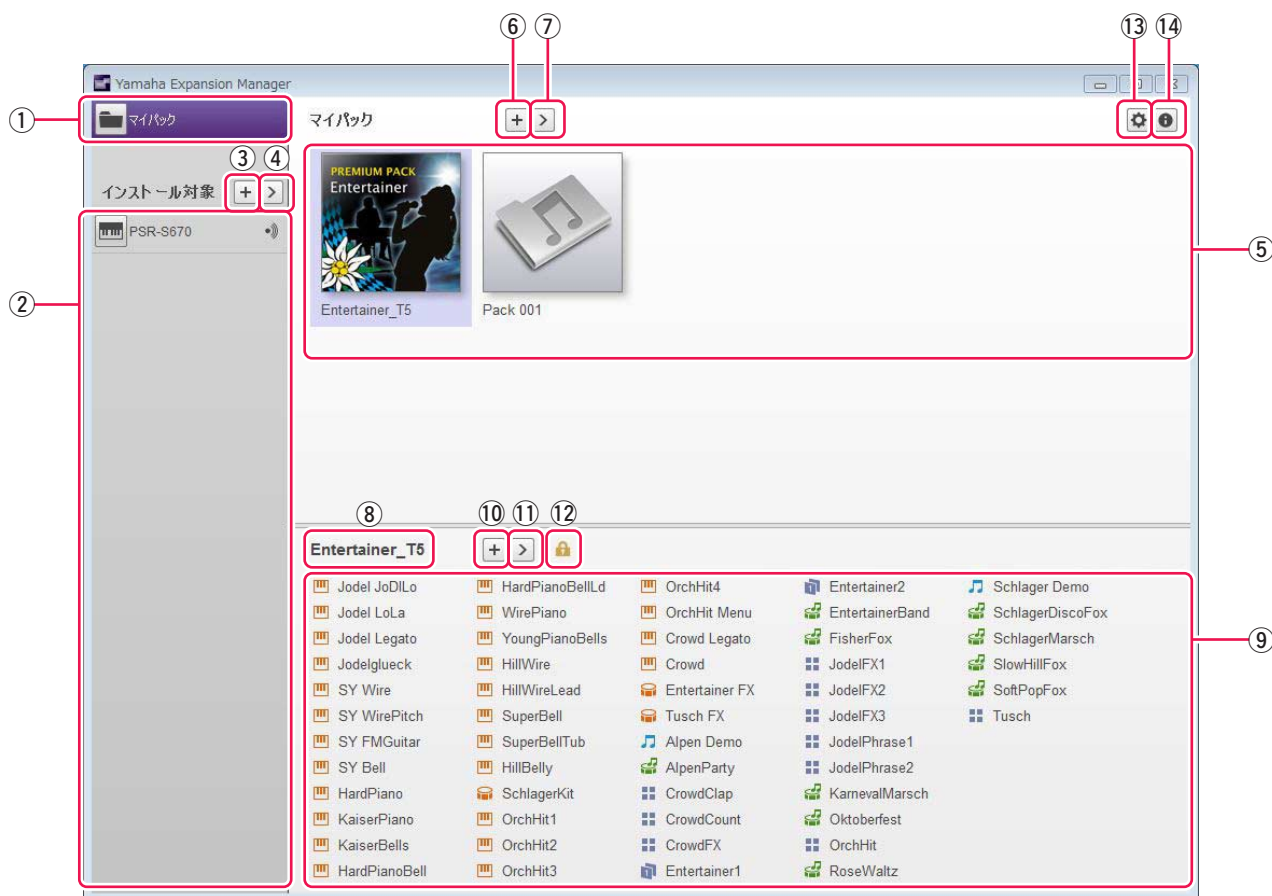 ⑥ ⑦ ⑬ ⑭
Yamaha Expansion Manager
① マイパック
マイパック
③ ④
インストール対象
PSR-S670
②
PREMIUM PACK
Entertainer
Entertainer_T5
Pack 001
⑤
⑧ ⑩ ⑪ ⑫
Entertainer_T5
⑨
Jodel JoDlLo
Jodel LoLa
Jodel Legato
Jodelglueck
SY Wire
SY WirePitch
SY FMGuitar
SY Bell
HardPiano
KaiserPiano
KaiserBells
HardPianoBell
HardPianoBellLd
WirePiano
YoungPianoBells
HillWire
HillWireLead
SuperBell
SuperBellTub
HillBelly
SchlagerKit
OrchHit1
OrchHit2
OrchHit3
OrchHit4
OrchHit Menu
Crowd Legato
Crowd
Entertainer FX
Tusch FX
Alpen Demo
AlpenParty
CrowdClap
CrowdCount
CrowdFX
Entertainer1
Entertainer2
EntertainerBand
FisherFox
JodelFX1
JodelFX2
JodelFX3
JodelPhrase1
JodelPhrase2
KarnevalMarsch
Oktoberfest
OrchHit
RoseWaltz
Schlager Demo
SchlagerDiscoFox
SchlagerMarsch
SlowHillFox
SoftPopFox
Tusch